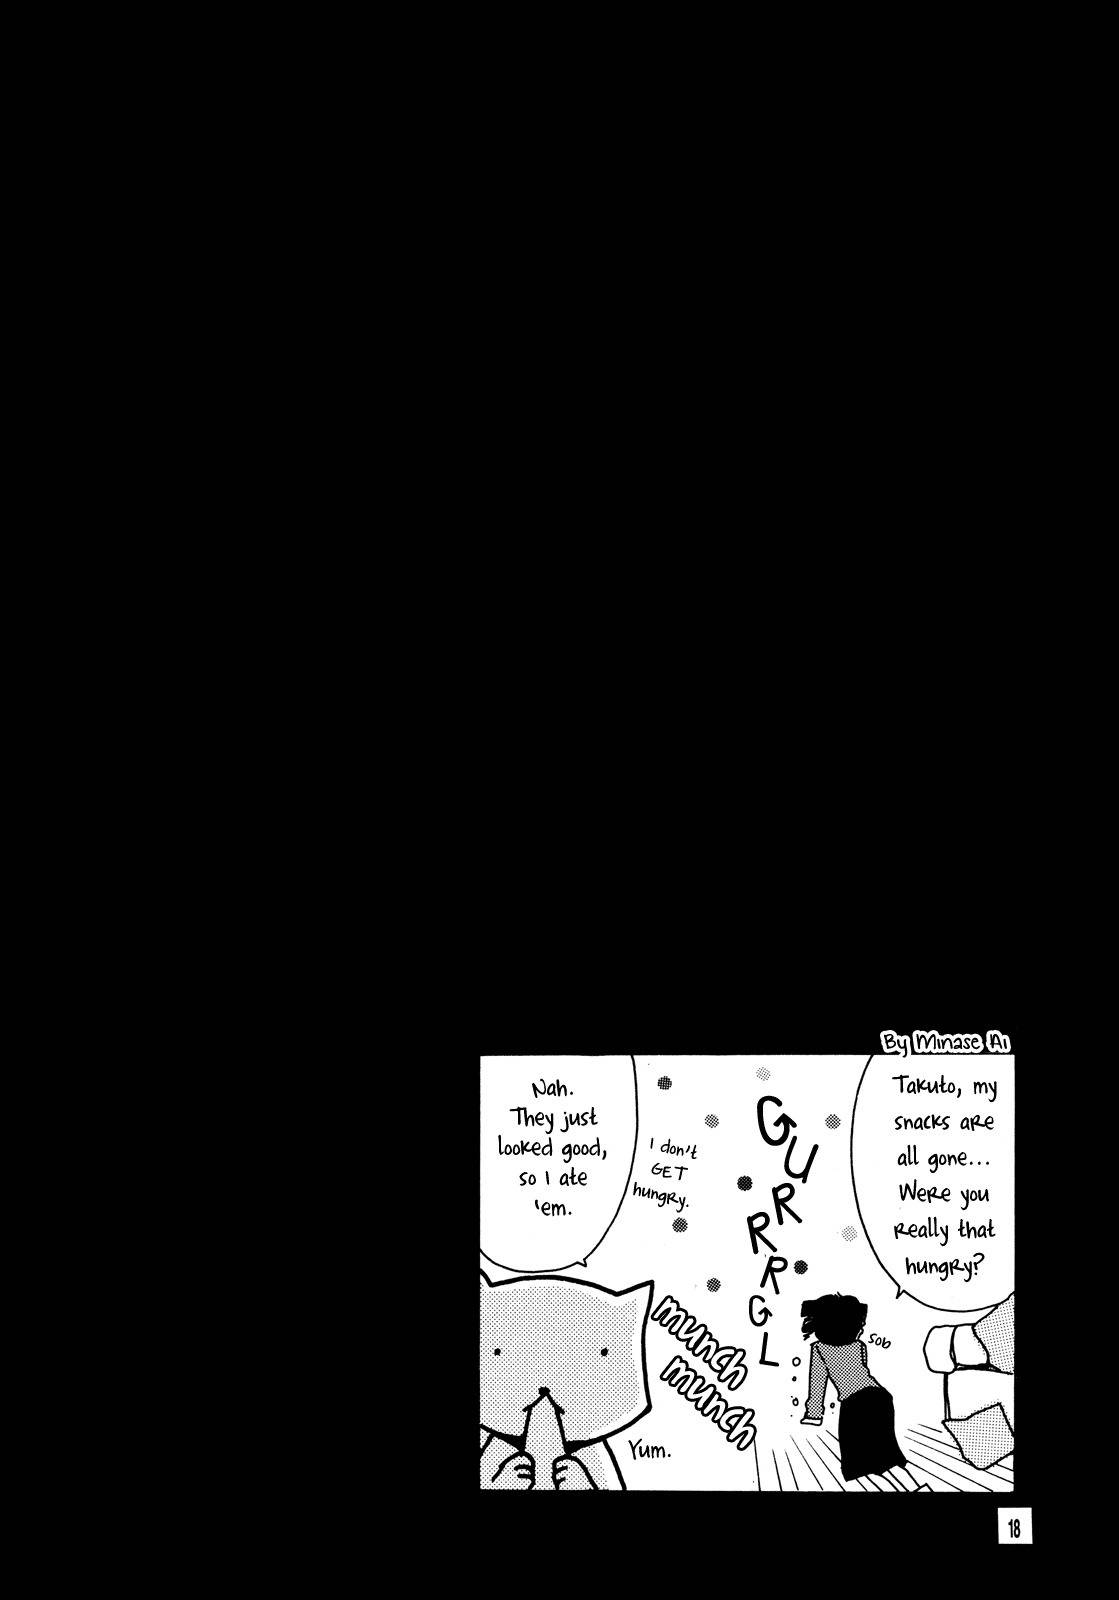 By Minase Ai
Takuto, my
snacks are
all gone...
Were you
really that
hungry?
GURRRGL
sob
I don't
GET
hungry.
Nah.
They just
looked good,
so I ate
'em.
munch
munch
Yum.
18